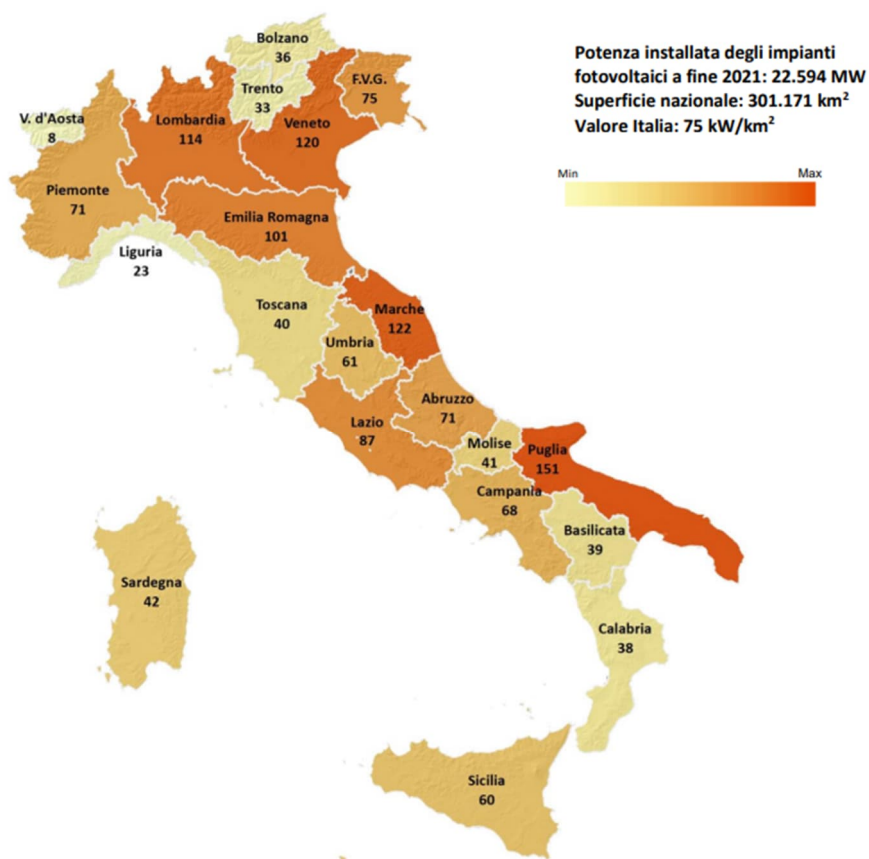 Potenza installata degli impianti
fotovoltaici a fine 2021: 22.594 MW
Superficie nazionale: 301.171 km²
Valore Italia: 75 kW/km²
Min
Max
Bolzano
36
Trento
33
F.V.G.
75
V. d'Aosta
8
Lombardia
114
Veneto
120
Piemonte
71
Emilia Romagna
101
Liguria
23
Toscana
40
Marche
122
Umbria
61
Abruzzo
71
Lazio
87
Molise
41
Puglia
151
Campania
68
Basilicata
39
Sardegna
42
Calabria
38
Sicilia
60